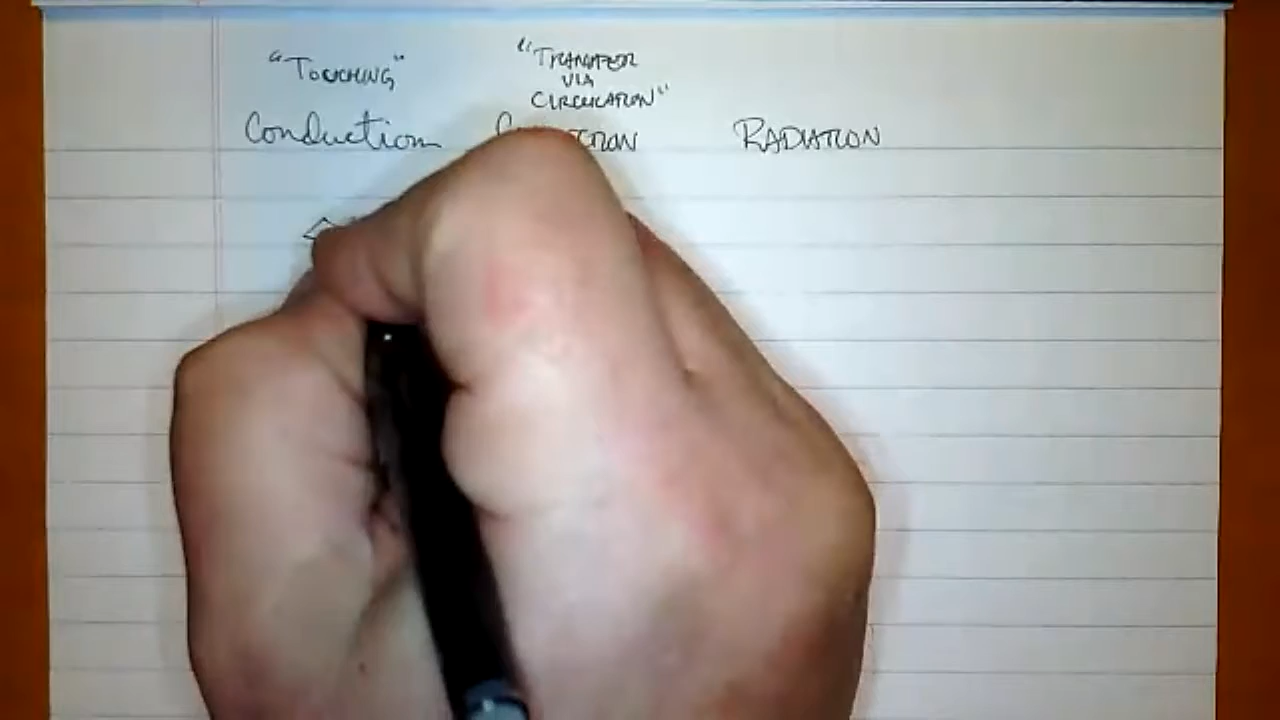 "TOUCHING"
"TRANSFER
VIA
CIRCULATION"
Conduction
RADIATION